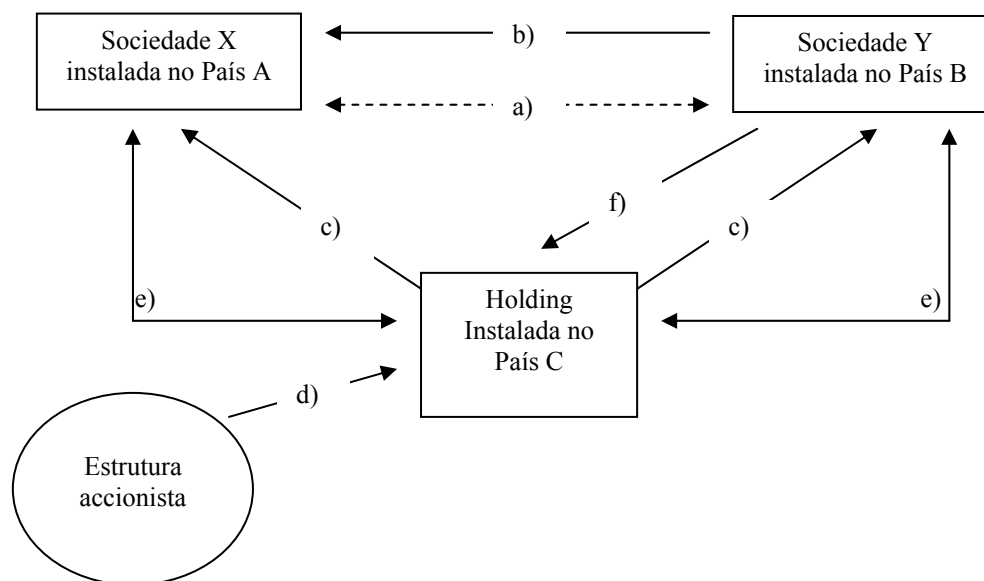 Sociedade X
instalada no País A
b)
Sociedade Y
instalada no País B
a)
f)
c)
c)
e)
Holding
Instalada no
País C
e)
d)
Estrutura
accionista